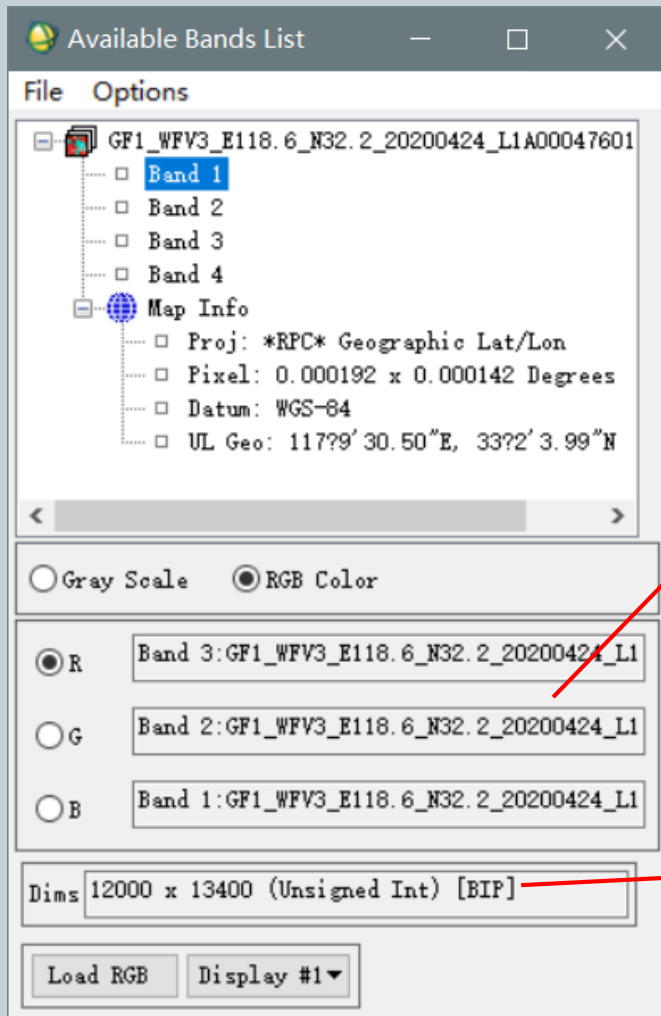 Available Bands List
File Options
GF1_WFV3_E118.6_N32.2_20200424_L1A00047601
Band 1
Band 2
Band 3
Band 4
Map Info
Proj: *RPC* Geographic Lat/Lon
Pixel: 0.000192 x 0.000142 Degrees
Datum: WGS-84
UL Geo: 117?9'30.50"E, 33?2'3.99"N
Gray Scale RGB Color
R Band 3:GF1_WFV3_E118.6_N32.2_20200424_L1
G Band 2:GF1_WFV3_E118.6_N32.2_20200424_L1
B Band 1:GF1_WFV3_E118.6_N32.2_20200424_L1
Dims 12000 x 13400 (Unsigned Int) [BIP]
Load RGB Display #1